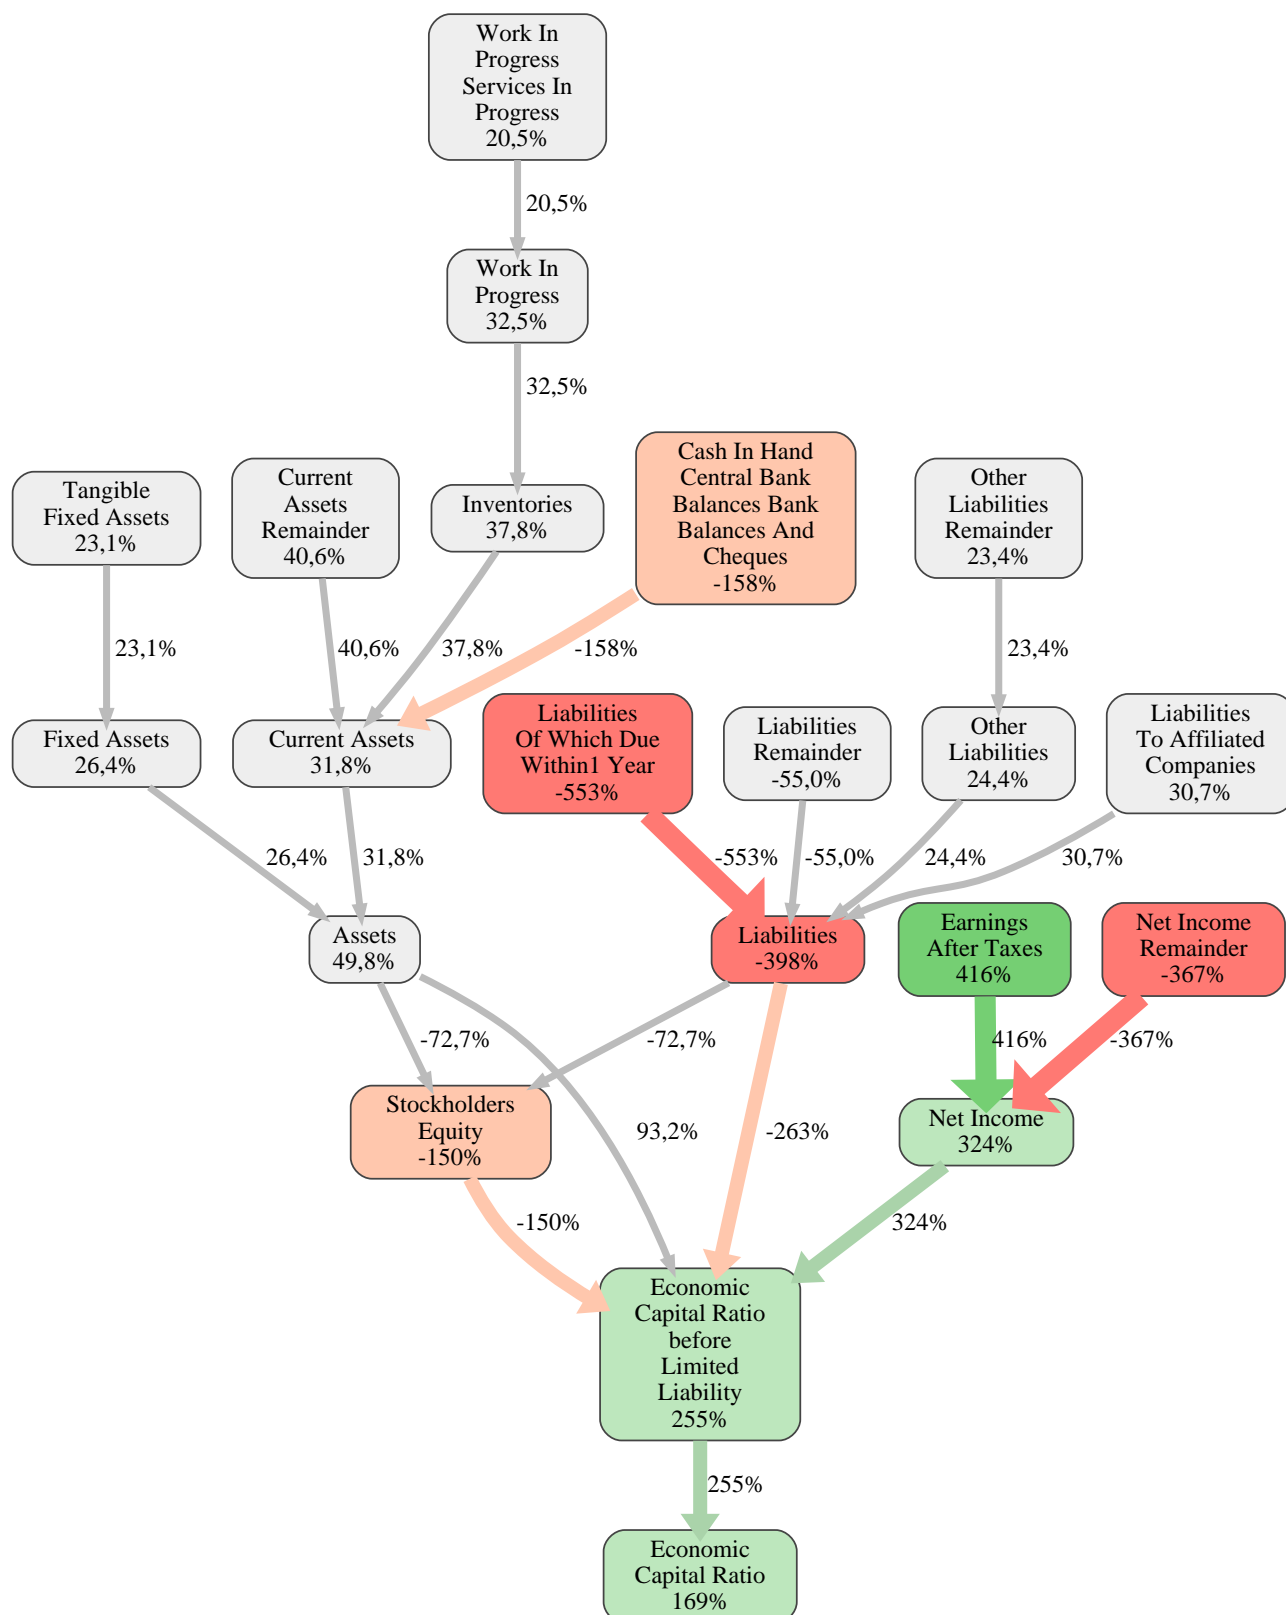 Work In
Progress
Services In
Progress
20,5%
20,5%
Work In
Progress
32,5%
32,5%
Tangible
Fixed Assets
23,1%
Current
Assets
Remainder
40,6%
Inventories
37,8%
Cash In Hand
Central Bank
Balances Bank
Balances And
Cheques
-158%
Other
Liabilities
Remainder
23,4%
23,1%
40,6%
37,8%
-158%
23,4%
Fixed Assets
26,4%
Current Assets
31,8%
Liabilities
Of Which Due
Within1 Year
-553%
Liabilities
Remainder
-55,0%
Other
Liabilities
24,4%
Liabilities
To Affiliated
Companies
30,7%
26,4%
31,8%
-553%
-55,0%
24,4%
30,7%
Assets
49,8%
Liabilities
-398%
Earnings
After Taxes
416%
Net Income
Remainder
-367%
-72,7%
-72,7%
416%
-367%
Stockholders
Equity
-150%
93,2%
-263%
Net Income
324%
-150%
324%
Economic
Capital Ratio
before
Limited
Liability
255%
255%
Economic
Capital Ratio
169%